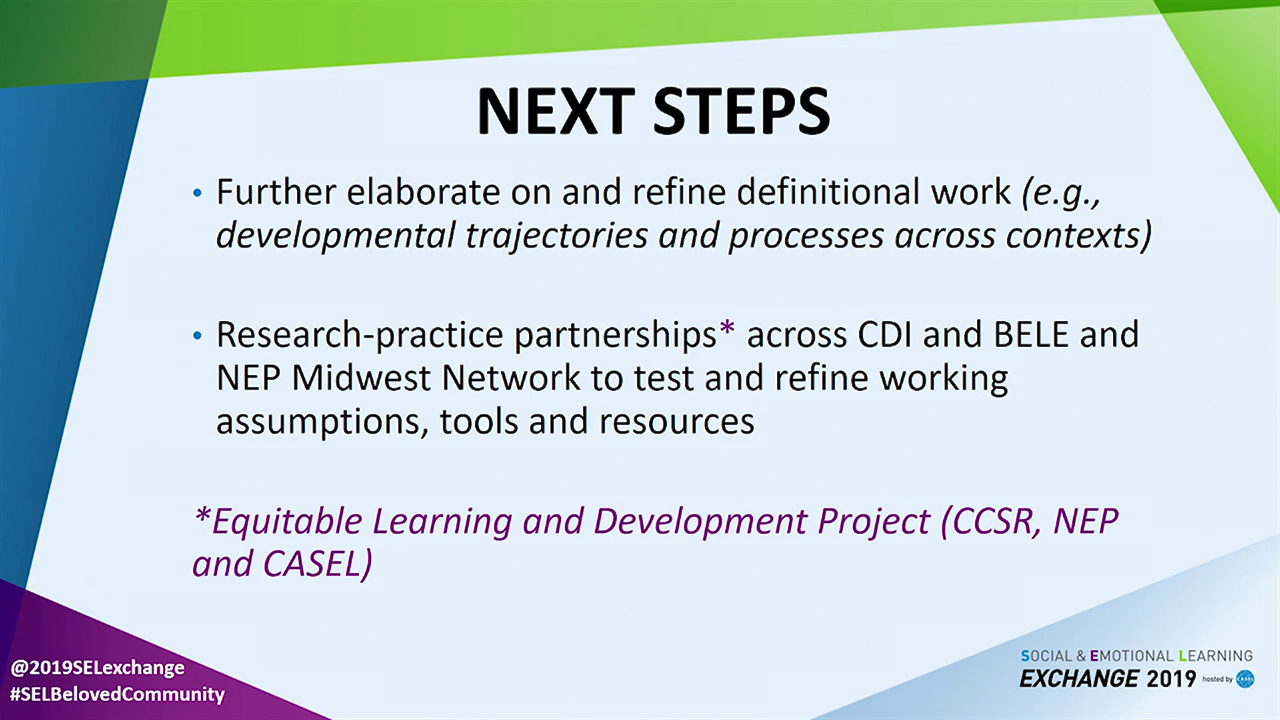 NEXT STEPS
• Further elaborate on and refine definitional work (e.g.,
developmental trajectories and processes across contexts)
• Research-practice partnerships* across CDI and BELE and
NEP Midwest Network to test and refine working
assumptions, tools and resources
*Equitable Learning and Development Project (CCSR, NEP
and CASEL)
@2019SELexchange
#SELBelovedCommunity
SOCIAL & EMOTIONAL LEARNING
EXCHANGE 2019 hosted by CASEL